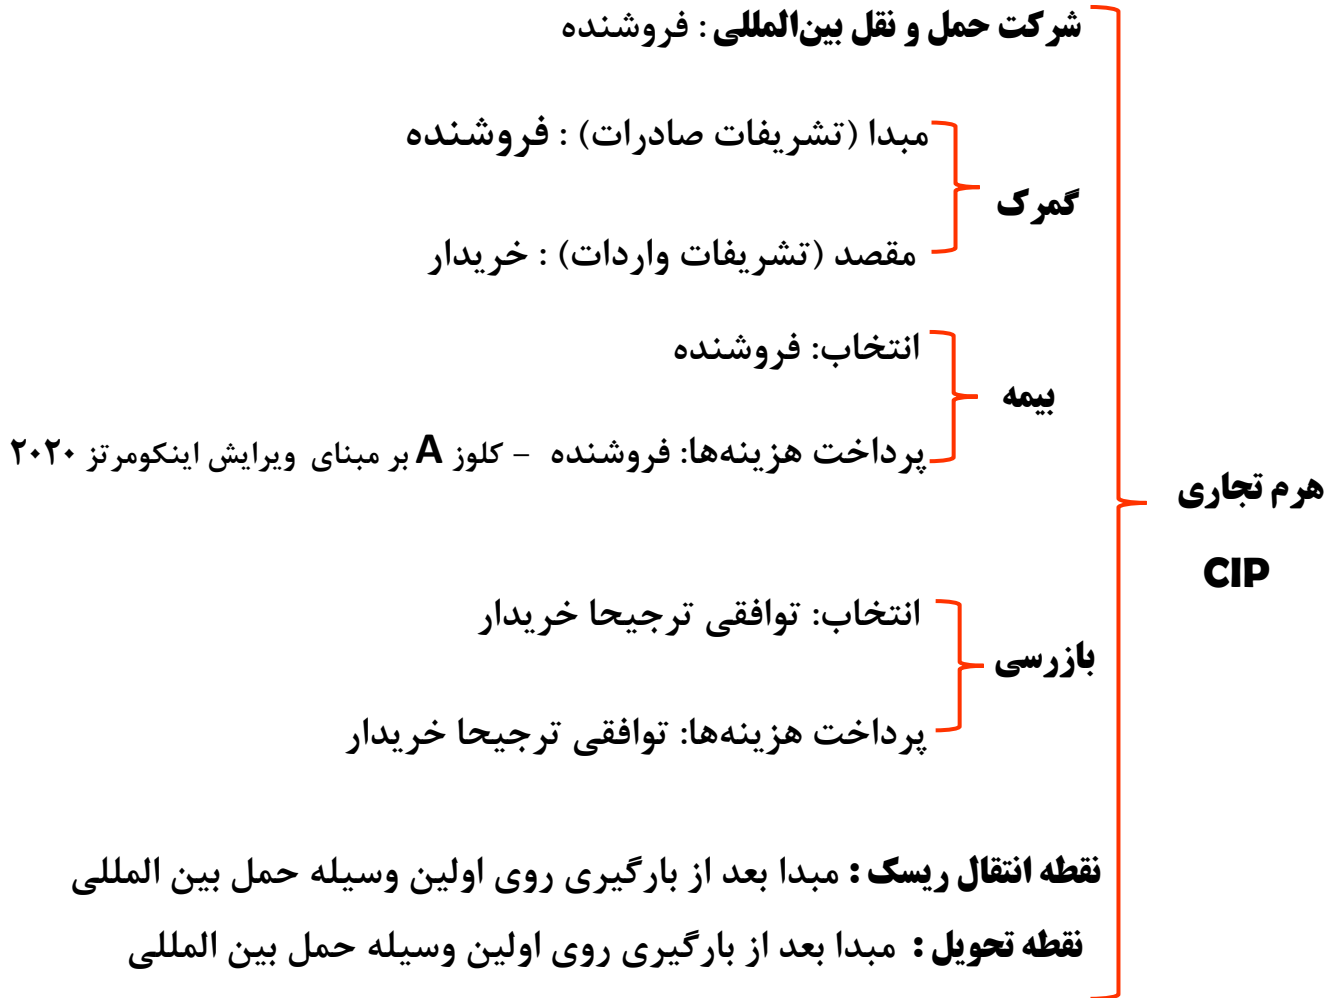 شرکت حمل و نقل بین‌المللی : فروشنده
مبدا (تشریفات صادرات) : فروشنده
گمرک
مقصد (تشریفات واردات) : خریدار
انتخاب: فروشنده
بیمه
پرداخت هزینه‌ها: فروشنده - کلوز A بر مبنای ویرایش اینکومرتز ۲۰۲۰
هرم تجاری
CIP
انتخاب: توافقی ترجیحا خریدار
بازرسی
پرداخت هزینه‌ها: توافقی ترجیحا خریدار
نقطه انتقال ریسک : مبدا بعد از بارگیری روی اولین وسیله حمل بین المللی
نقطه تحویل : مبدا بعد از بارگیری روی اولین وسیله حمل بین المللی